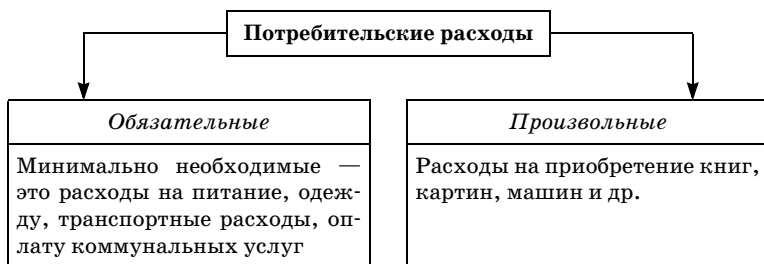 Потребительские расходы
Обязательные
Минимально необходимые —
это расходы на питание, одеж-
ду, транспортные расходы, оп-
лату коммунальных услуг
Произвольные
Расходы на приобретение книг,
картин, машин и др.